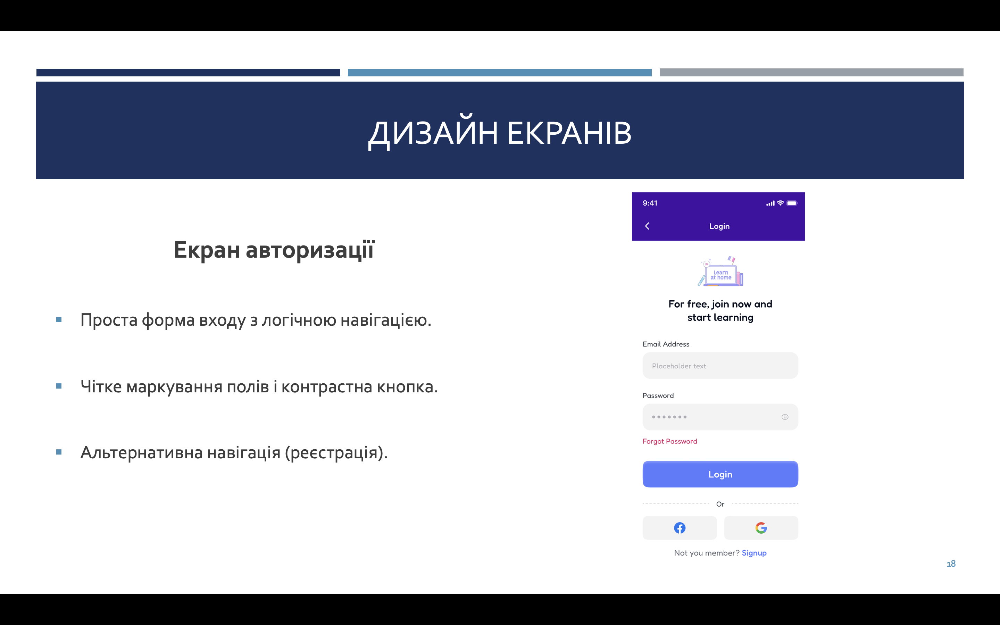 ДИЗАЙН ЕКРАНІВ
Екран авторизації
Проста форма входу з логічною навігацією.
Чітке маркування полів і контрастна кнопка.
Альтернативна навігація (реєстрація).
9:41
Login
Learn
at home
For free, join now and
start learning
Email Address
Placeholder text
Password
Forgot Password
Login
Or
Not you member? Signup
18